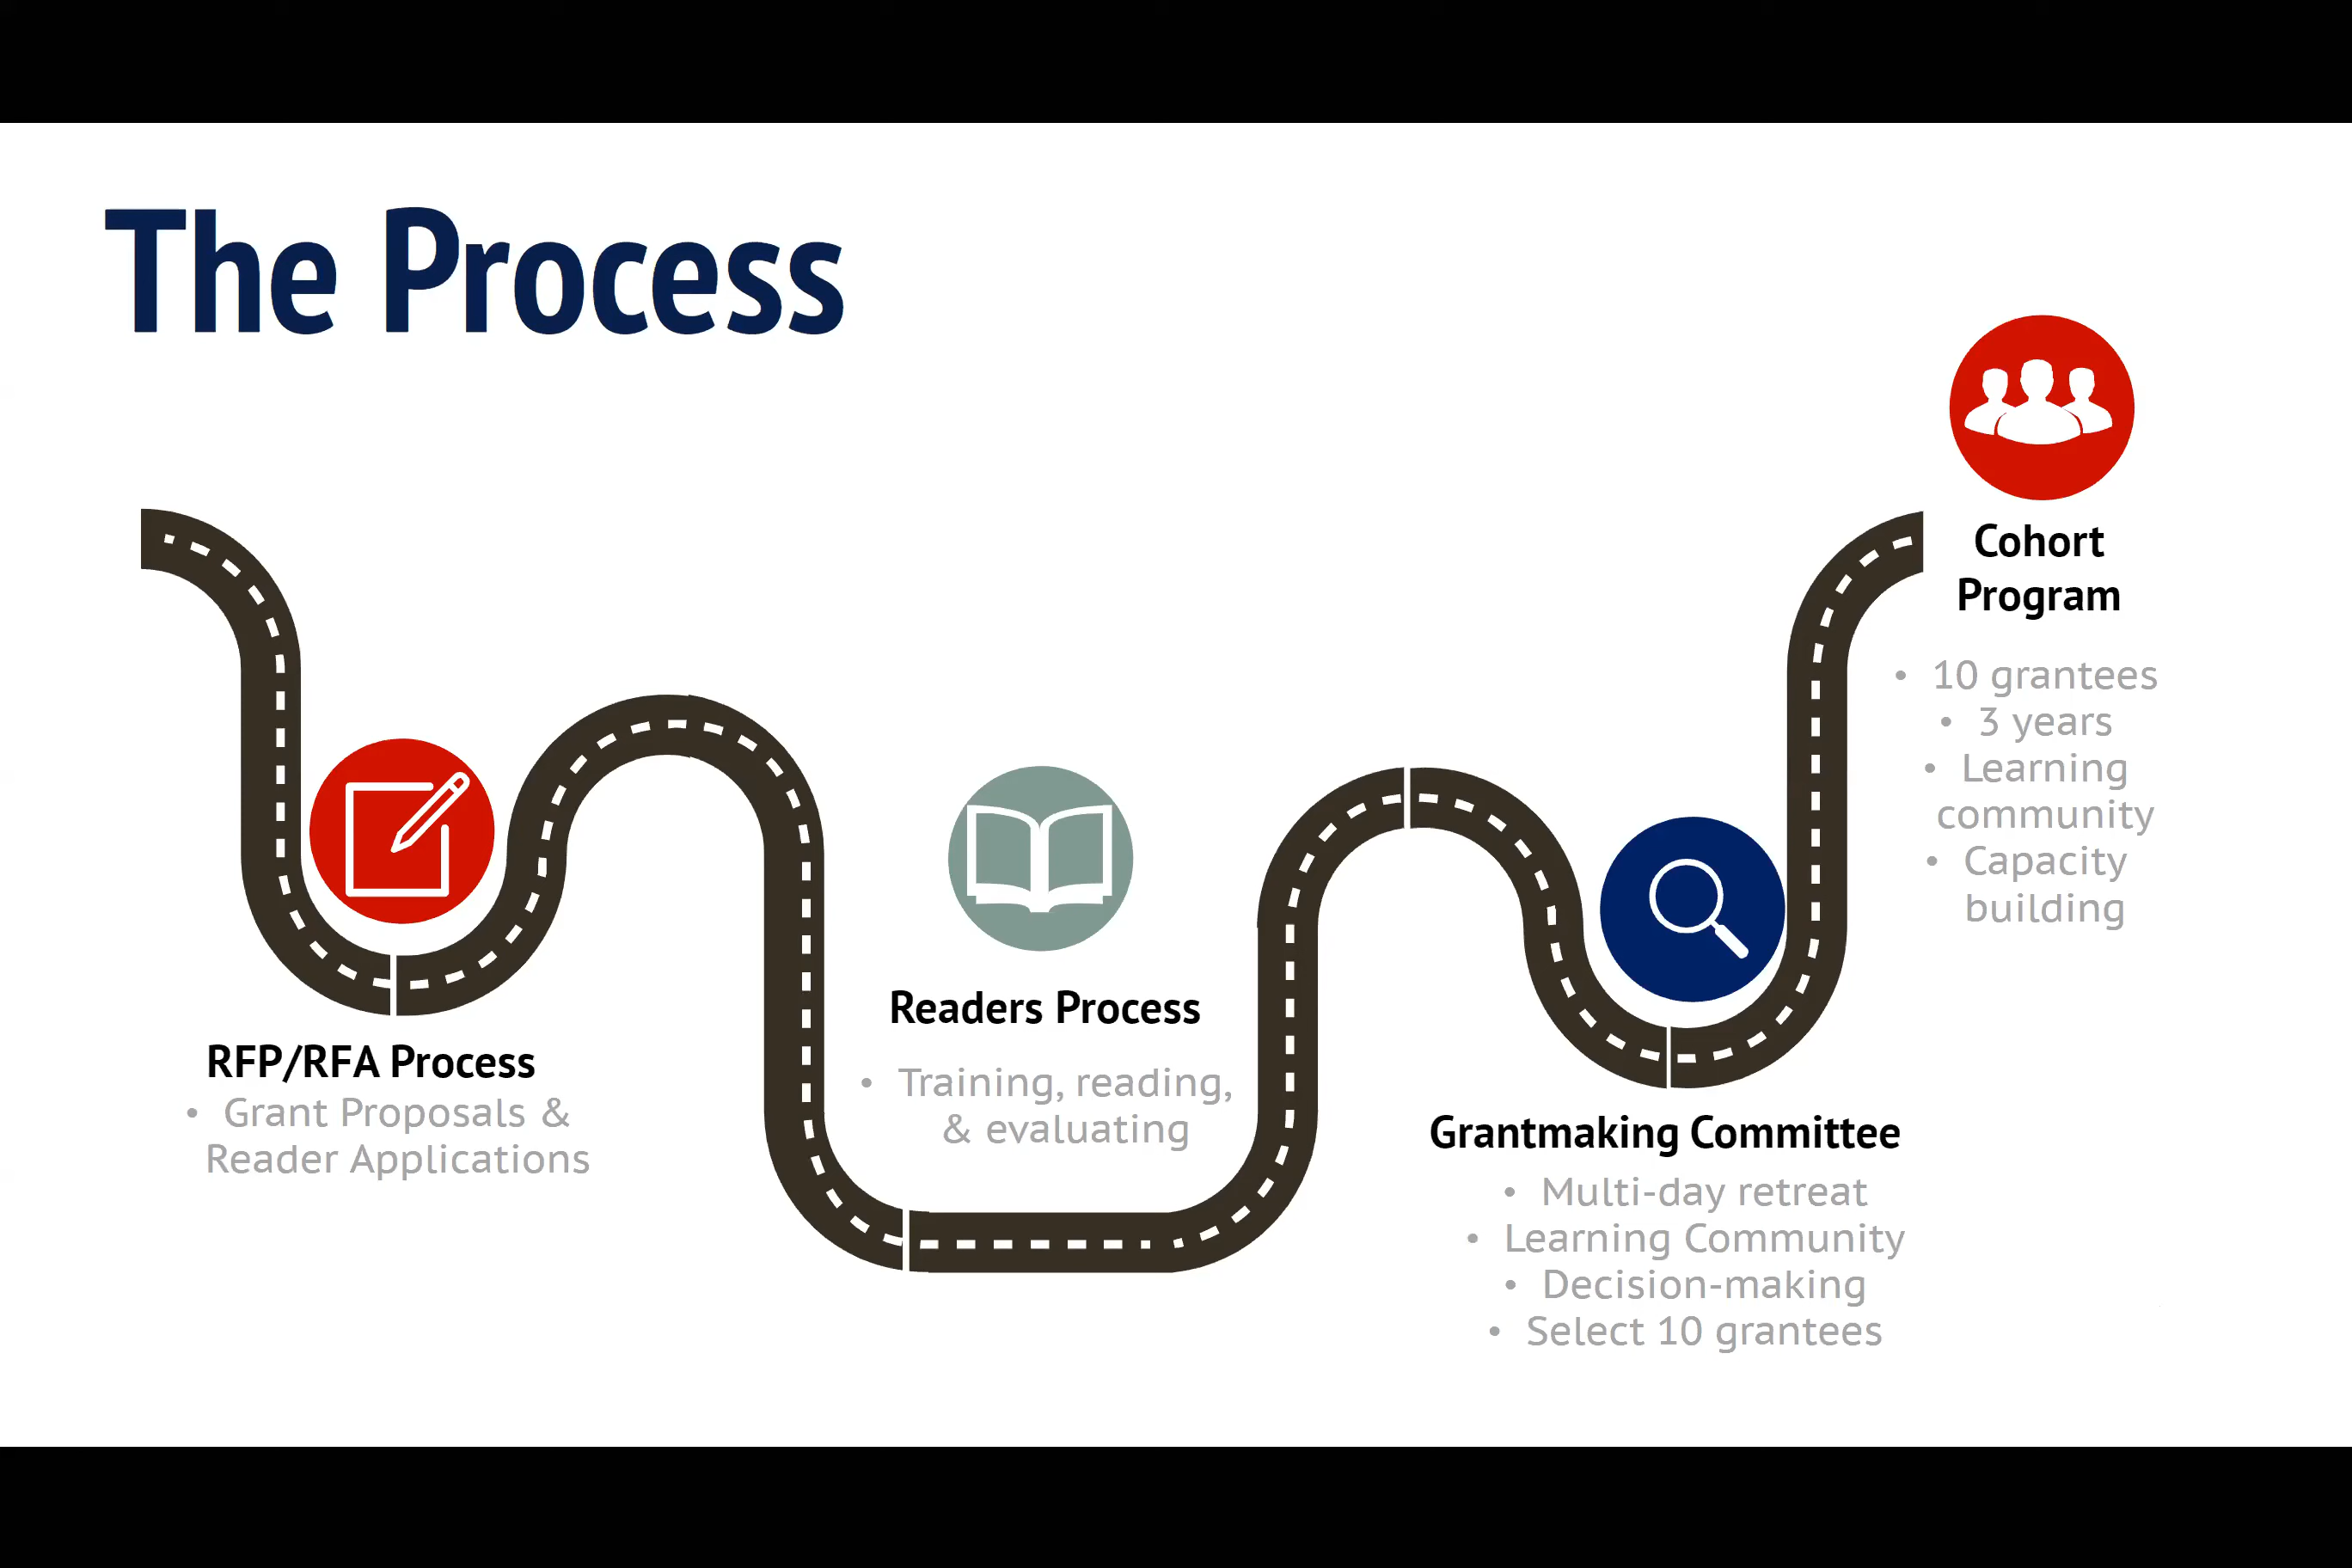 The Process
RFP/RFA Process
• Grant Proposals &
Reader Applications
Readers Process
• Training, reading,
& evaluating
Grantmaking Committee
• Multi-day retreat
• Learning Community
• Decision-making
• Select 10 grantees
Cohort
Program
• 10 grantees
• 3 years
• Learning
community
• Capacity
building